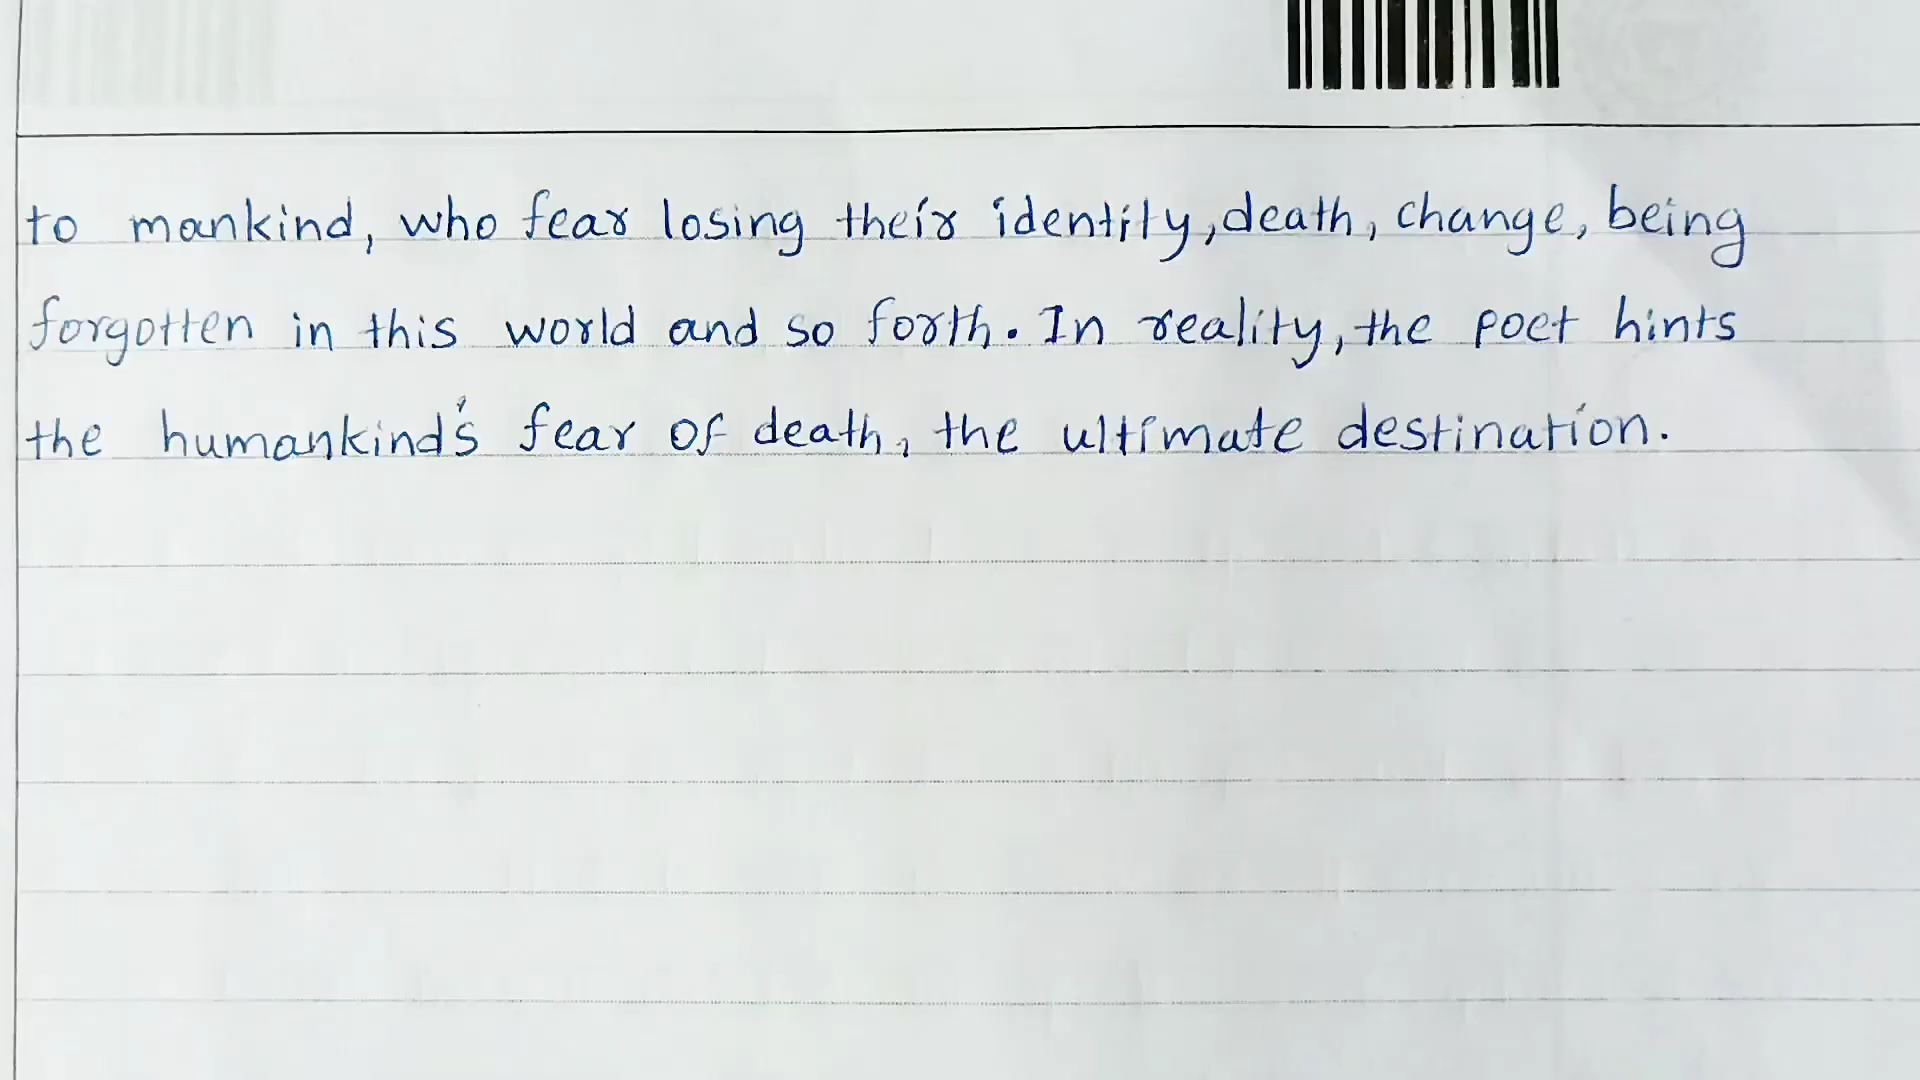 to mankind, who fear losing their identity, death, change, being
forgotten in this world and so forth. In reality, the poet hints
the humankind's fear of death, the ultimate destination.